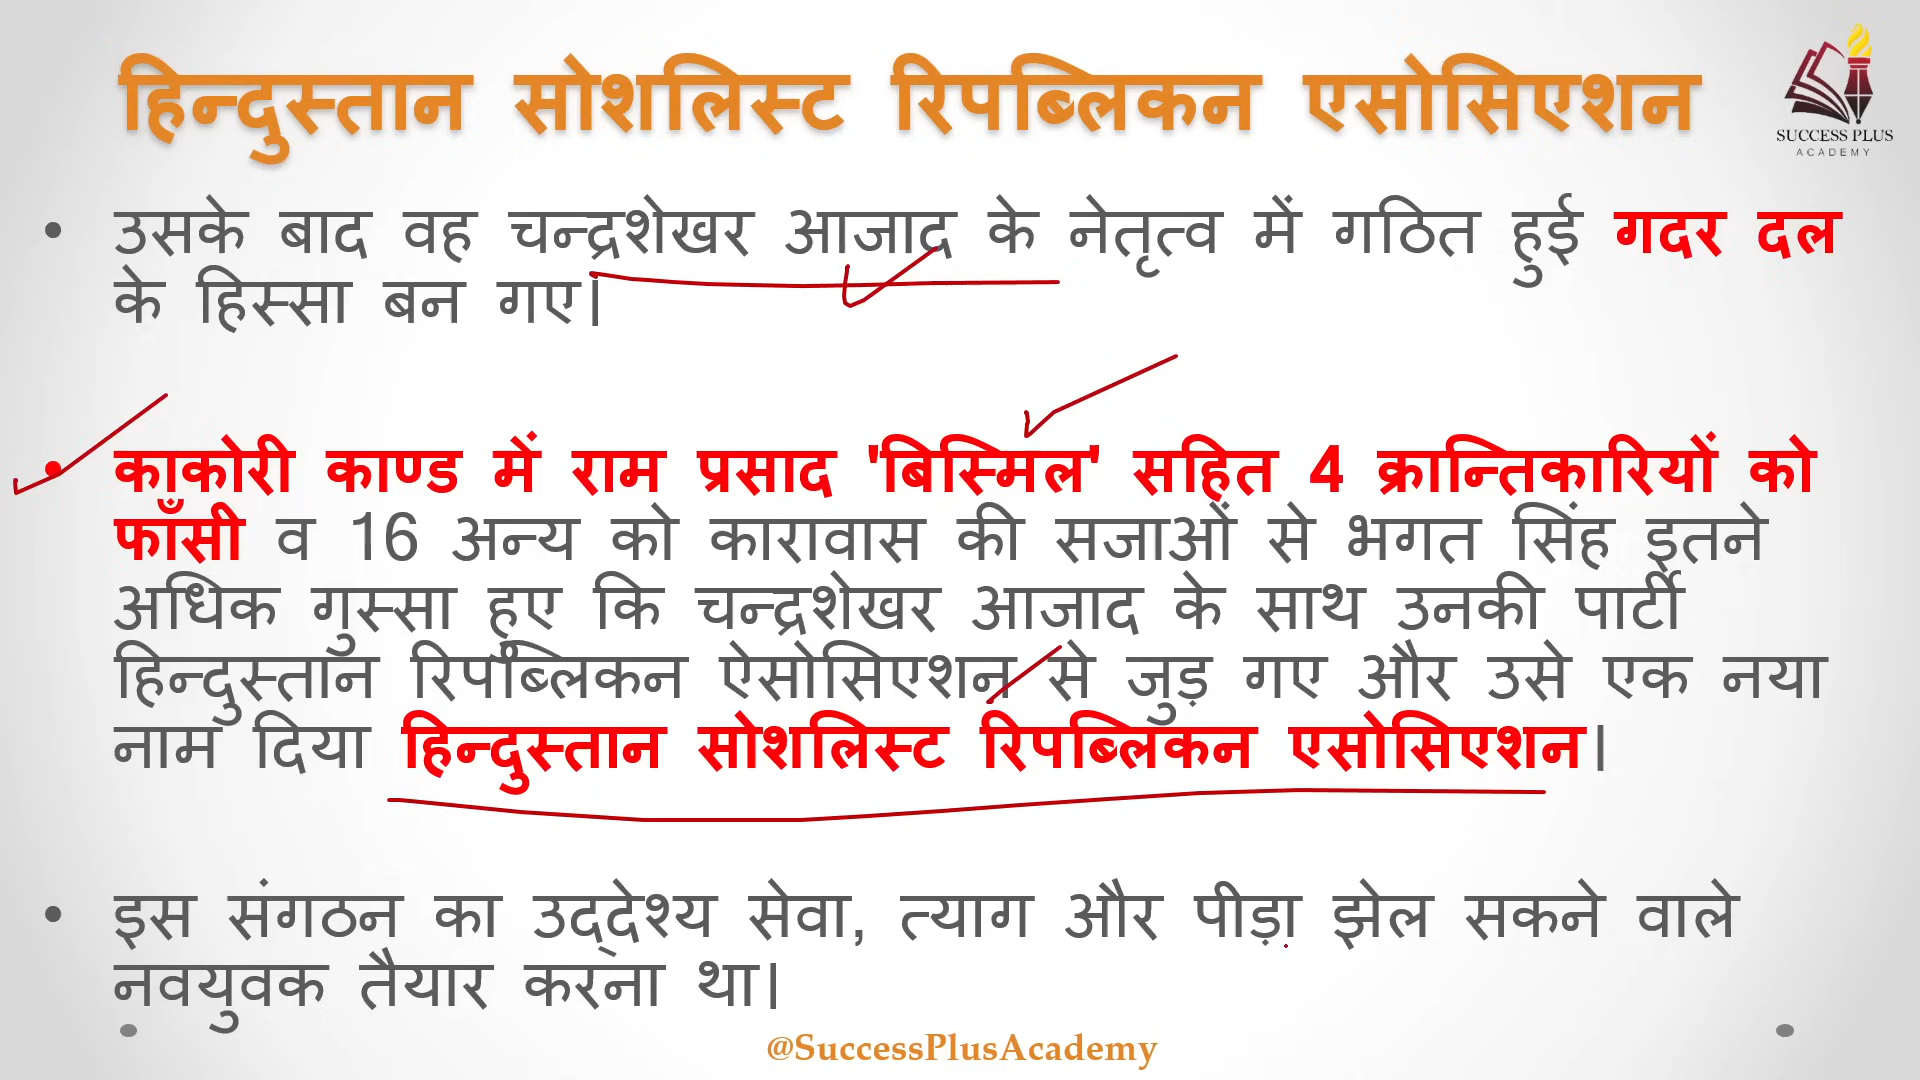 हिन्दुस्तान सोशलिस्ट रिपब्लिकन एसोसिएशन
SUCCESS PLUS
ACADEMY
• उसके बाद वह चन्द्रशेखर आजाद के नेतृत्व में गठित हुई गदर दल
के हिस्सा बन गए।
• काकोरी काण्ड में राम प्रसाद 'बिस्मिल' सहित 4 क्रान्तिकारियों को
फाँसी व 16 अन्य को कारावास की सजाओं से भगत सिंह इतने
अधिक गुस्सा हुए कि चन्द्रशेखर आजाद के साथ उनकी पार्टी
हिन्दुस्तान रिपब्लिकन ऐसोसिएशन से जुड़ गए और उसे एक नया
नाम दिया हिन्दुस्तान सोशलिस्ट रिपब्लिकन एसोसिएशन।
• इस संगठन का उद्देश्य सेवा, त्याग और पीड़ा झेल सकने वाले
नवयुवक तैयार करना था।
@SuccessPlusAcademy